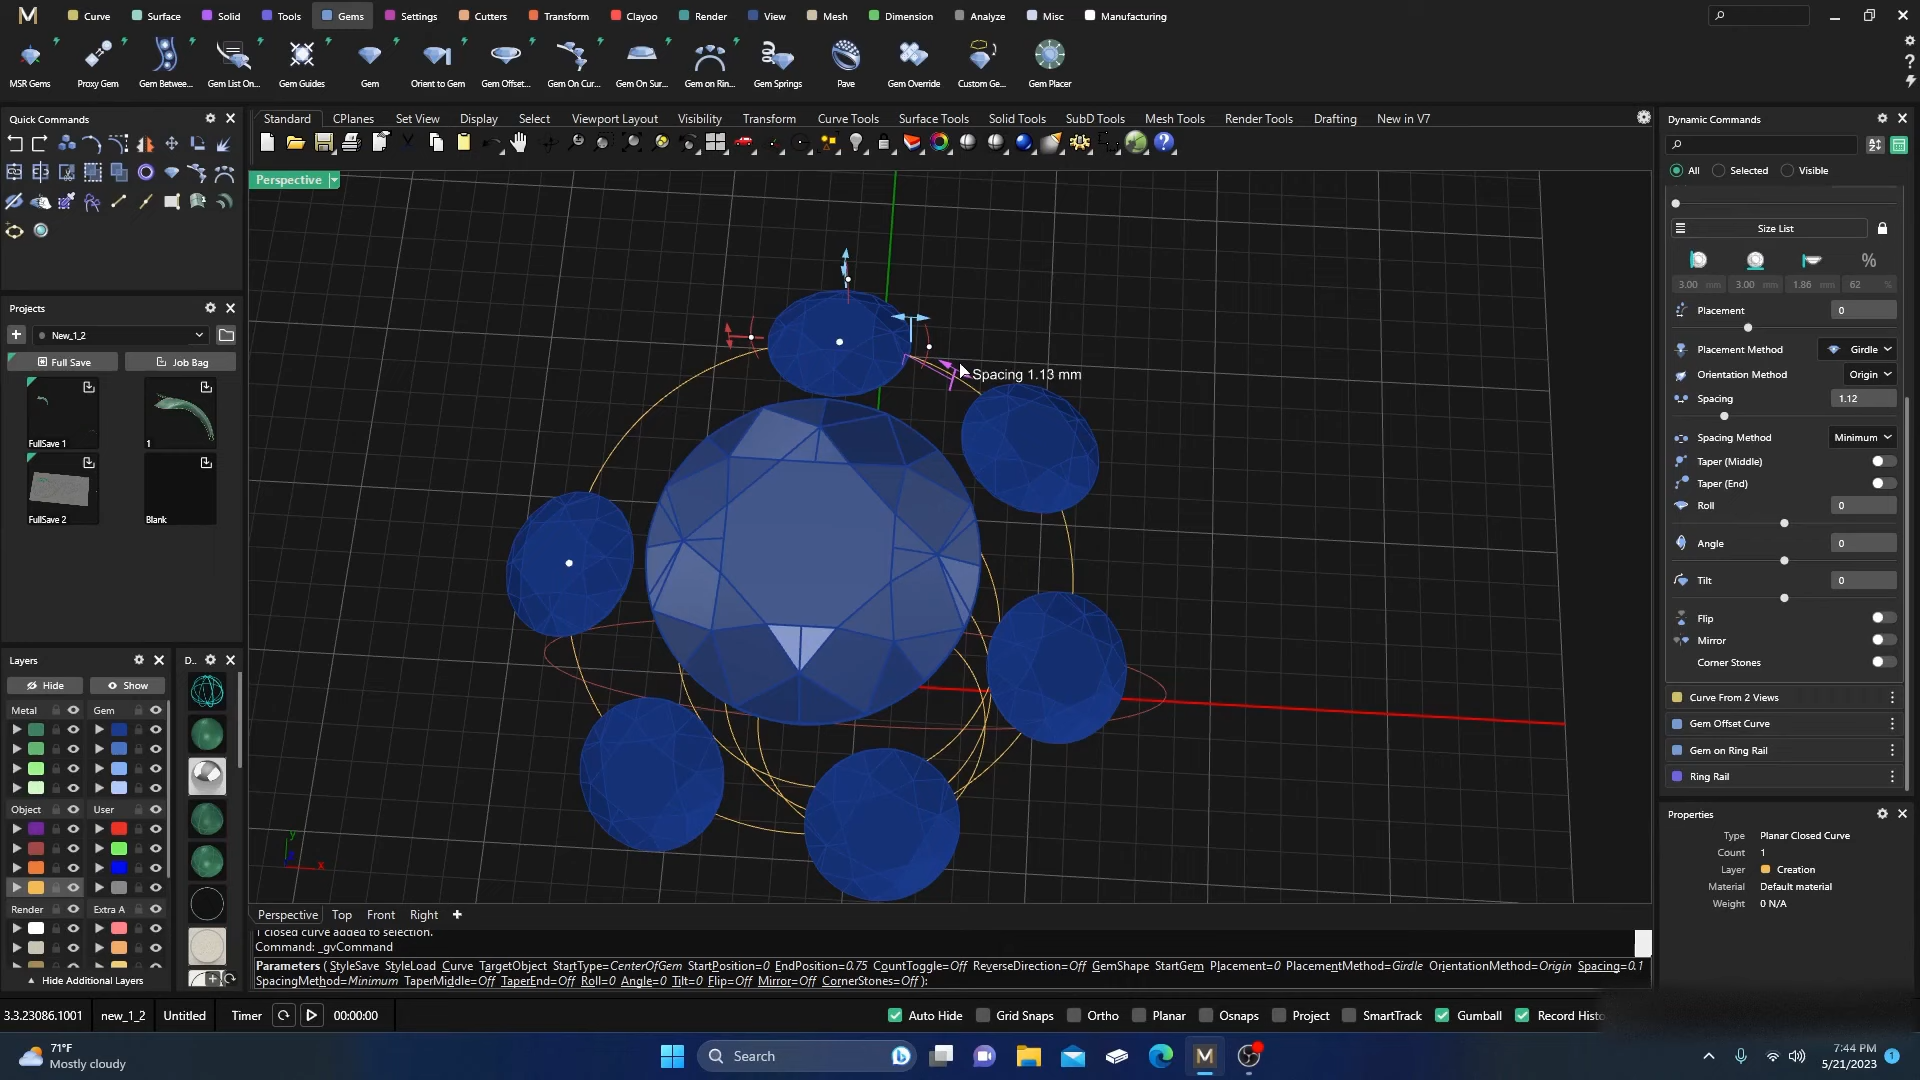 Curve Surface Solid Tools Gems Settings Cutters Transform Clayoo Render View Mesh Dimension Analyze Misc Manufacturing
MSR Gems Proxy Gem Gem Betwee... Gem List On... Gem Guides Gem Orient to Gem Gem Offset... Gem On Cur... Gem On Sur... Gem on Rin... Gem Springs Pave Gem Override Custom Ge... Gem Placer
Quick Commands
Standard CPlanes Set View Display Select Viewport Layout Visibility Transform Curve Tools Surface Tools Solid Tools SubD Tools Mesh Tools Render Tools Drafting New in V7
Perspective
Spacing 1.13 mm
Projects
New_1_2
Full Save Job Bag
FullSave 1 1
FullSave 2 Blank
Layers D..
Hide Show
Metal Gem
Object User
Render Extra A
Hide Additional Layers
y
x
Perspective Top Front Right
1 closed curve added to selection.
Command: _gvCommand
Parameters ( StyleSave StyleLoad Curve TargetObject StartType=CenterOfGem StartPosition=0 EndPosition=0.75 CountToggle=Off ReverseDirection=Off GemShape StartGem Placement=0 PlacementMethod=Girdle OrientationMethod=Origin Spacing=0.1
SpacingMethod=Minimum TaperMiddle=Off TaperEnd=Off Roll=0 Angle=0 Tilt=0 Flip=Off Mirror=Off CornerStones=Off ):
Dynamic Commands
All Selected Visible
Size List
%
3.00 mm 3.00 mm 1.86 mm 62 %
Placement 0
Placement Method Girdle
Orientation Method Origin
Spacing 1.12
Spacing Method Minimum
Taper (Middle)
Taper (End)
Roll 0
Angle 0
Tilt 0
Flip
Mirror
Corner Stones
Curve From 2 Views
Gem Offset Curve
Gem on Ring Rail
Ring Rail
Properties
Type Planar Closed Curve
Count 1
Layer Creation
Material Default material
Weight 0 N/A
3.3.23086.1001 new_1_2 Untitled Timer 00:00:00 Auto Hide Grid Snaps Ortho Planar Osnaps Project SmartTrack Gumball Record Histo
71°F
Mostly cloudy
Search
7:44 PM
5/21/2023
1